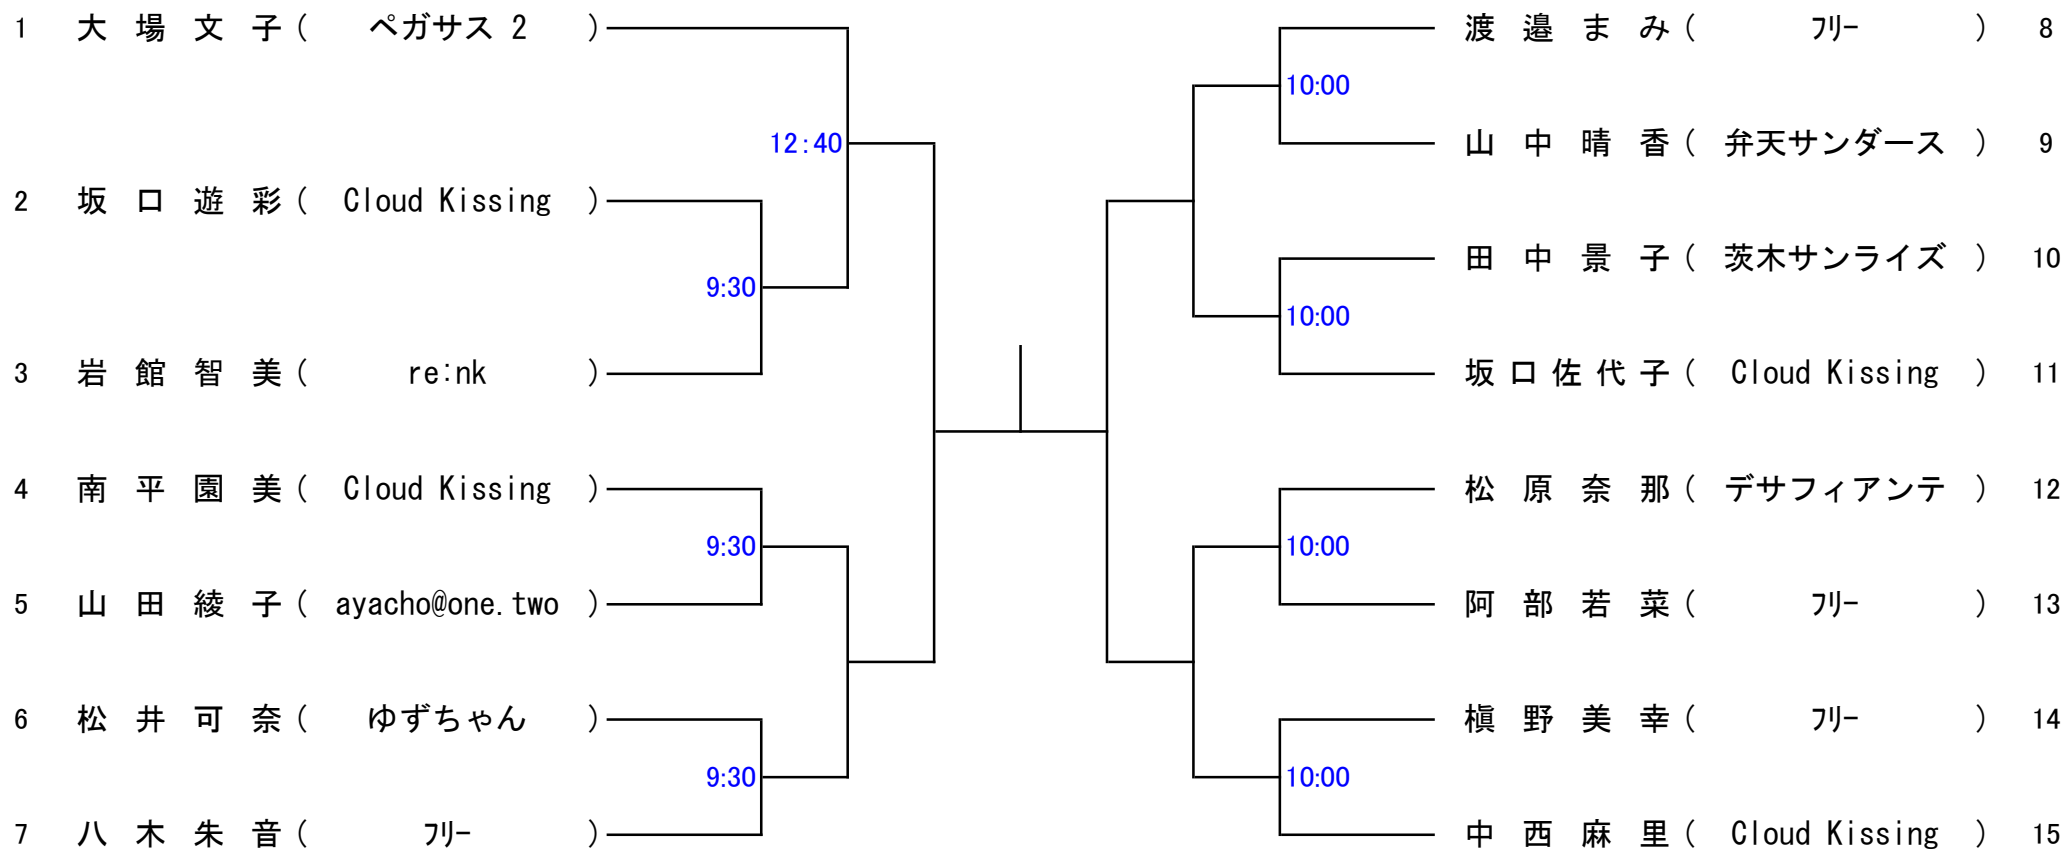 1 大場文子( ペガサス 2 )
渡邉まみ( ﾌﾘｰ ) 8
10:00
12:40
山中晴香( 弁天サンダース ) 9
2 坂口遊彩( Cloud Kissing )
田中景子( 茨木サンライズ ) 10
9:30
10:00
3 岩館智美( re:nk )
坂口佐代子( Cloud Kissing ) 11
4 南平園美( Cloud Kissing )
松原奈那( デサフィアンテ ) 12
9:30
10:00
5 山田綾子( ayacho@one.two )
阿部若菜( ﾌﾘｰ ) 13
6 松井可奈( ゆずちゃん )
槇野美幸( ﾌﾘｰ ) 14
9:30
10:00
7 八木朱音( ﾌﾘｰ )
中西麻里( Cloud Kissing ) 15